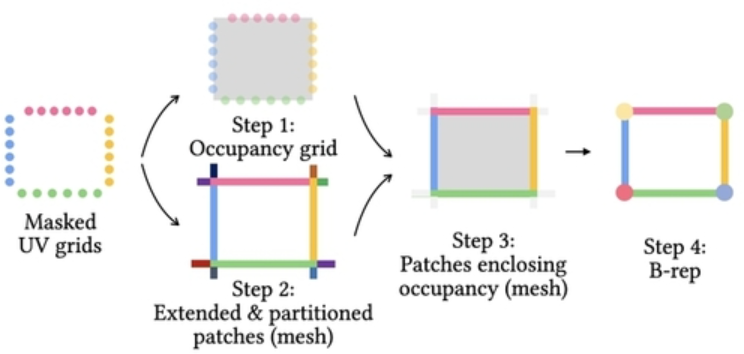 Masked
UV grids
Step 1:
Occupancy grid
Step 2:
Extended & partitioned
patches (mesh)
Step 3:
Patches enclosing
occupancy (mesh)
Step 4:
B-rep